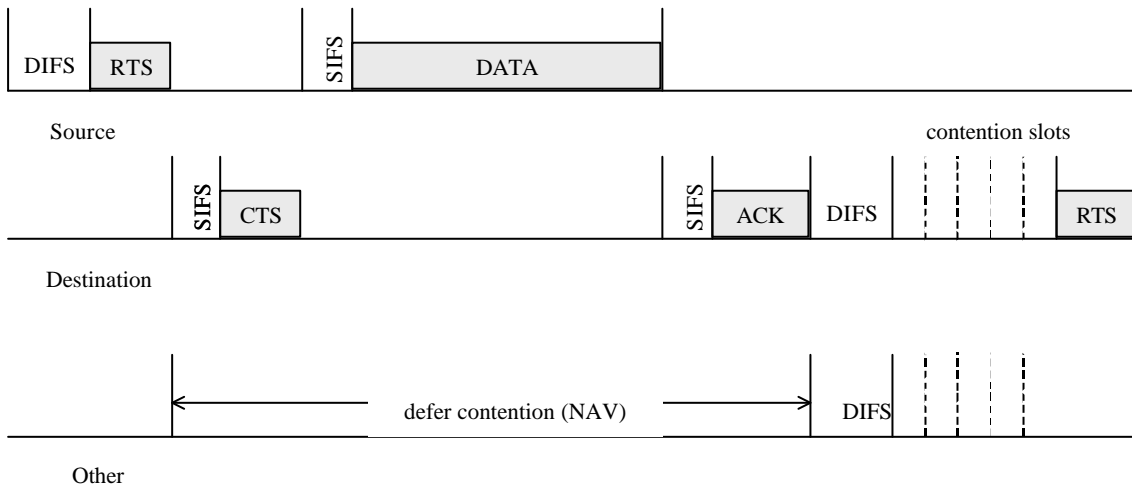 DIFS
RTS
SIFS
DATA
Source
contention slots
SIFS
CTS
SIFS
ACK
DIFS
RTS
Destination
defer contention (NAV)
DIFS
Other